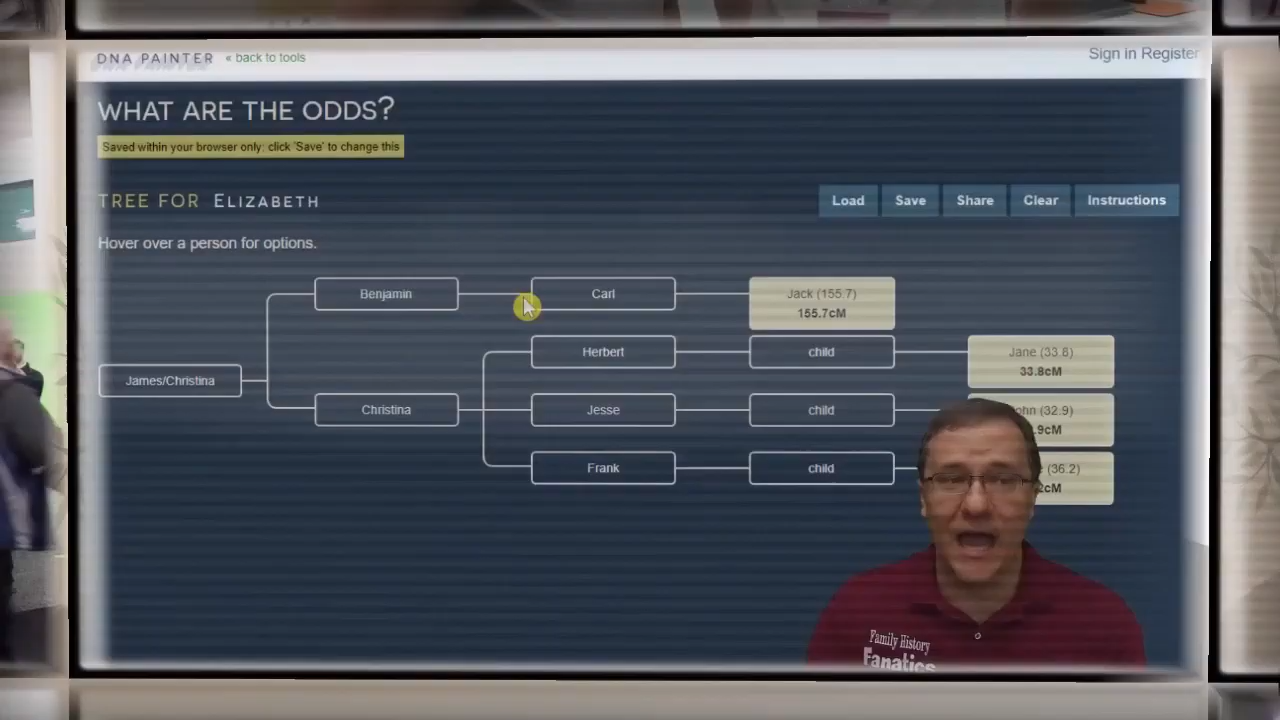 DNA PAINTER « back to tools
Sign in Register
WHAT ARE THE ODDS?
Saved within your browser only: click 'Save' to change this
TREE FOR ELIZABETH
Load Save Share Clear Instructions
Hover over a person for options.
Benjamin
Carl
Jack (155.7)
155.7cM
Herbert
child
Jane (33.8)
33.8cM
James/Christina
Christina
Jesse
child
ohn (32.9)
.9cM
Frank
child
(36.2)
2cM
Family History
Fanatics